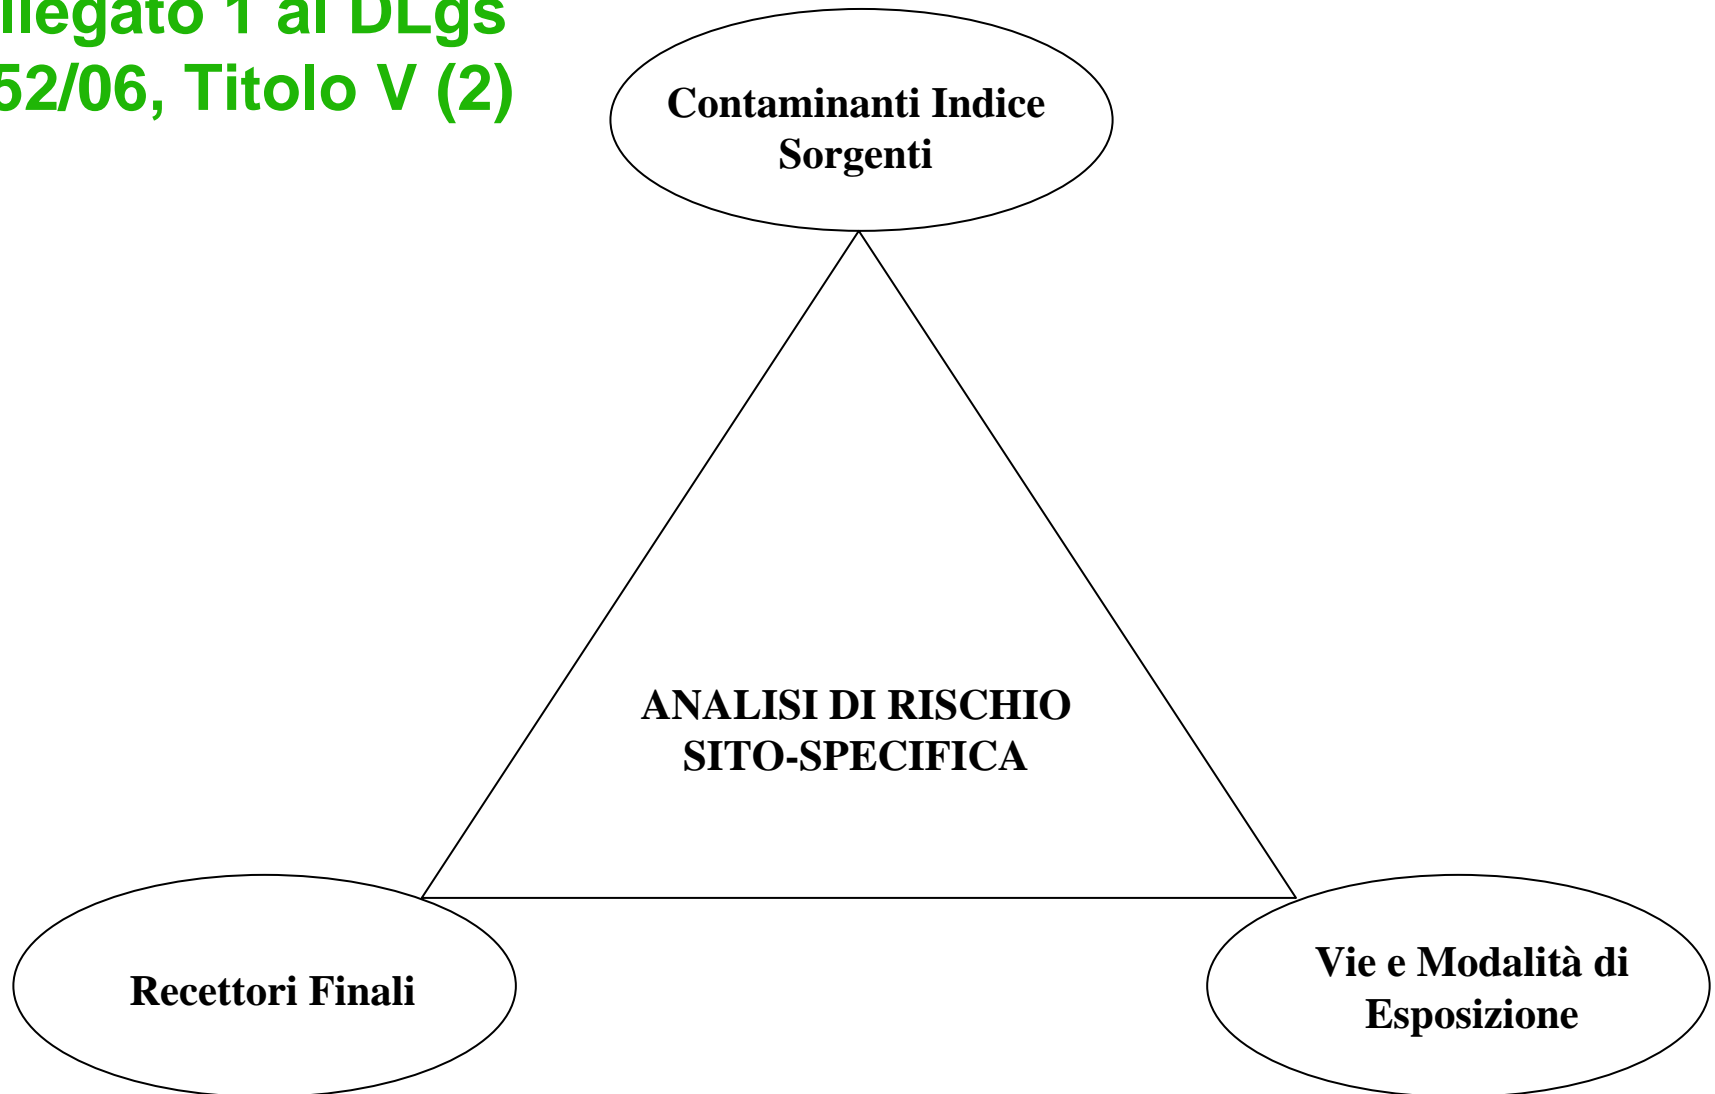 llegato 1 al DLgs
52/06, Titolo V (2)
Contaminanti Indice
Sorgenti
ANALISI DI RISCHIO
SITO-SPECIFICA
Recettori Finali
Vie e Modalità di
Esposizione